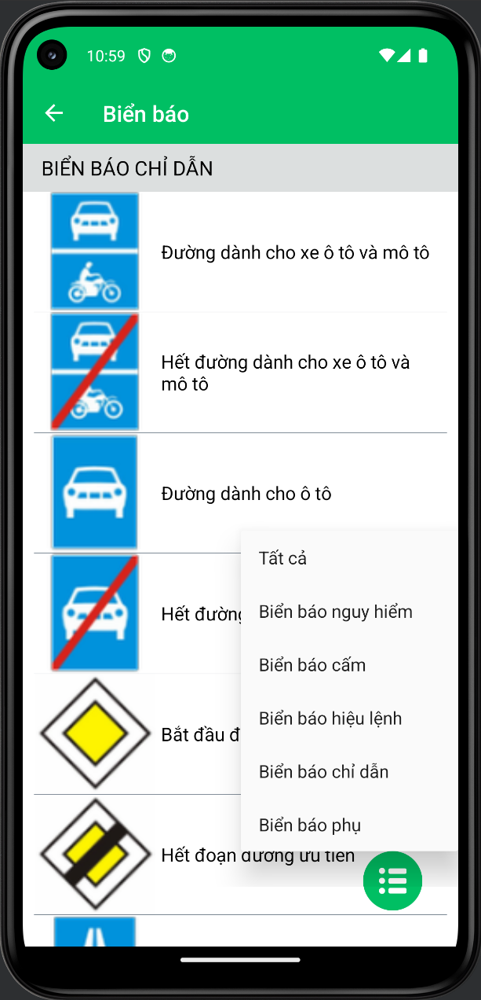 10:59
Biển báo
BIỂN BÁO CHỈ DẪN
Đường dành cho xe ô tô và mô tô
Hết đường dành cho xe ô tô và
mô tô
Đường dành cho ô tô
Hết đường
Bắt đầu đ
Hết đoạn đường ưu tiên
Tất cả
Biển báo nguy hiểm
Biển báo cấm
Biển báo hiệu lệnh
Biển báo chỉ dẫn
Biển báo phụ